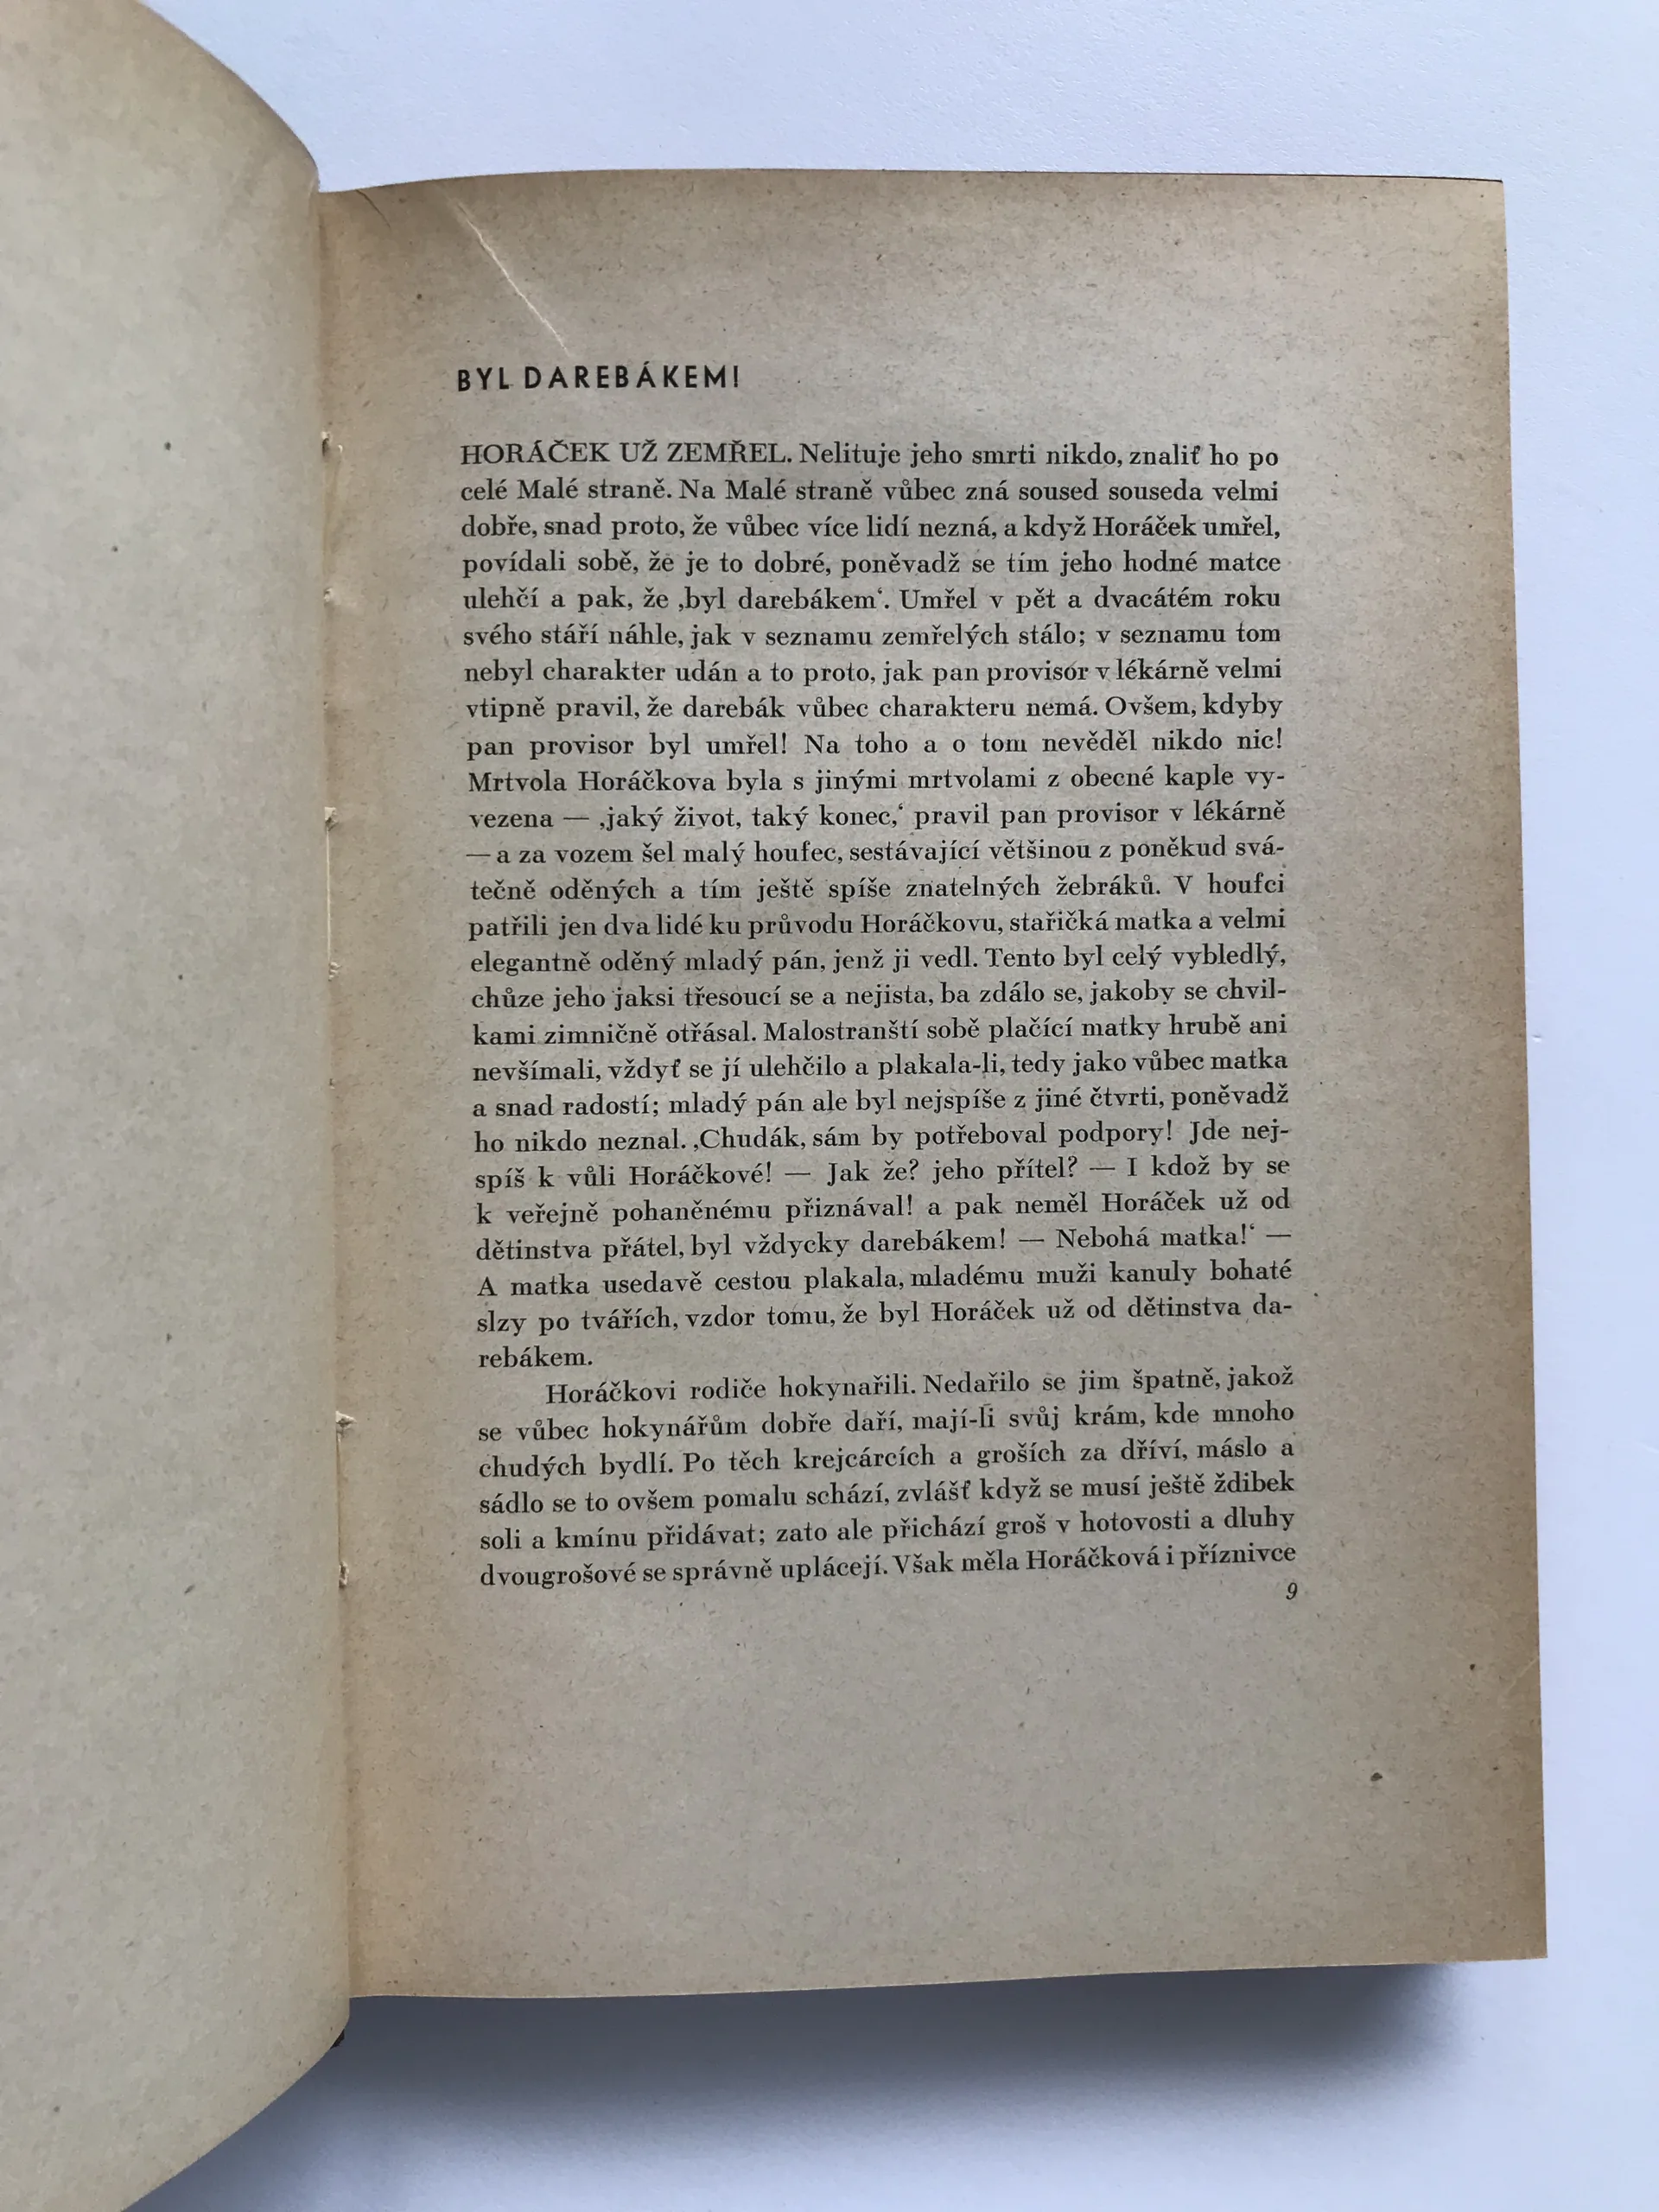 BYL DAREBÁKEM!
HORÁČEK UŽ ZEMŘEL. Nelituje jeho smrti nikdo, znaliť ho po
celé Malé straně. Na Malé straně vůbec zná soused souseda velmi
dobře, snad proto, že vůbec více lidí nezná, a když Horáček umřel,
povídali sobě, že je to dobré, poněvadž se tím jeho hodné matce
ulehčí a pak, že ‚byl darebákem‘. Umřel v pět a dvacátém roku
svého stáří náhle, jak v seznamu zemřelých stálo; v seznamu tom
nebyl charakter udán a to proto, jak pan provisor v lékárně velmi
vtipně pravil, že darebák vůbec charakteru nemá. Ovšem, kdyby
pan provisor byl umřel! Na toho a o tom nevěděl nikdo nic!
Mrtvola Horáčkova byla s jinými mrtvolami z obecné kaple vy-
vezena — ‚jaký život, taký konec,‘ pravil pan provisor v lékárně
— a za vozem šel malý houfec, sestávající většinou z poněkud svá-
tečně oděných a tím ještě spíše znatelných žebráků. V houfci
patřili jen dva lidé ku průvodu Horáčkovu, stařičká matka a velmi
elegantně oděný mladý pán, jenž ji vedl. Tento byl celý vybledlý,
chůze jeho jaksi třesoucí se a nejista, ba zdálo se, jakoby se chvil-
kami zimničně otřásal. Malostranští sobě plačící matky hrubě ani
nevšímali, vždyť se jí ulehčilo a plakala-li, tedy jako vůbec matka
a snad radostí; mladý pán ale byl nejspíše z jiné čtvrti, poněvadž
ho nikdo neznal. ‚Chudák, sám by potřeboval podpory! Jde nej-
spíš k vůli Horáčkové! — Jak že? jeho přítel? — I kdož by se
k veřejně pohaněnému přiznával! a pak neměl Horáček už od
dětinstva přátel, byl vždycky darebákem! — Nebohá matka!‘ —
A matka usedavě cestou plakala, mladému muži kanuly bohaté
slzy po tvářích, vzdor tomu, že byl Horáček už od dětinstva da-
rebákem.
Horáčkovi rodiče hokynařili. Nedařilo se jim špatně, jakož
se vůbec hokynářům dobře daří, mají-li svůj krám, kde mnoho
chudých bydlí. Po těch krejcárcích a groších za dříví, máslo a
sádlo se to ovšem pomalu schází, zvlášť když se musí ještě ždibek
soli a kmínu přidávat; zato ale přichází groš v hotovosti a dluhy
dvougrošové se správně uplácejí. Však měla Horáčková i příznivce
9